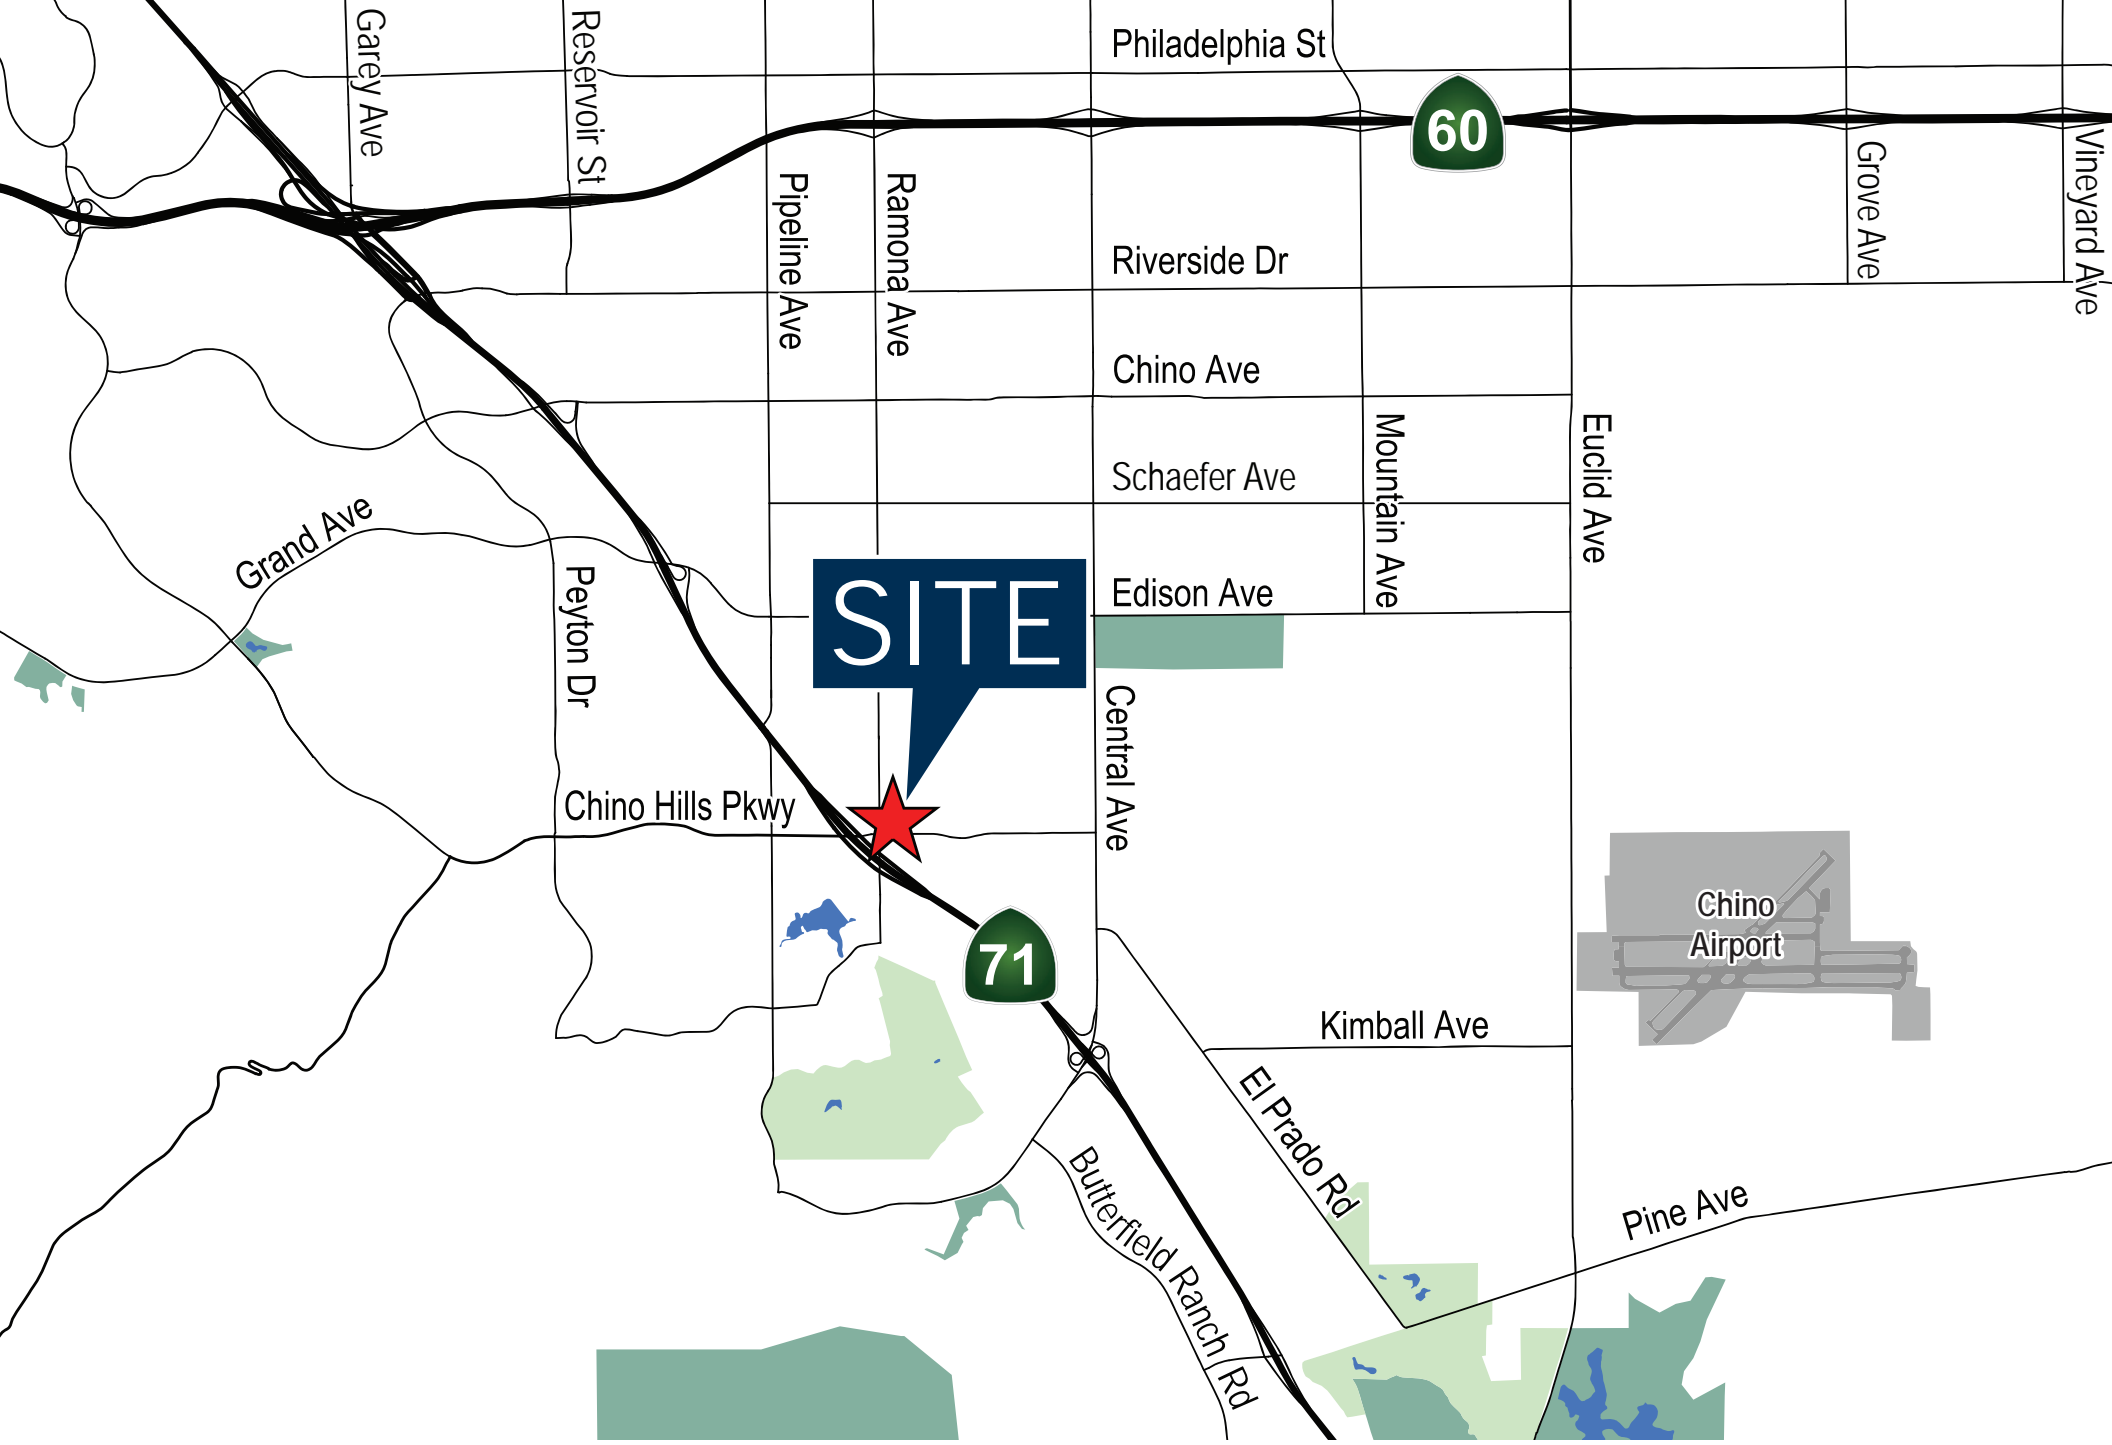 Philadelphia St
Garey Ave
Reservoir St
60
Pipeline Ave
Ramona Ave
Grove Ave
Vineyard Ave
Riverside Dr
Chino Ave
Mountain Ave
Euclid Ave
Schaefer Ave
Grand Ave
Peyton Dr
SITE
Edison Ave
Central Ave
Chino Hills Pkwy
Chino
Airport
71
Kimball Ave
El Prado Rd
Butterfield Ranch Rd
Pine Ave